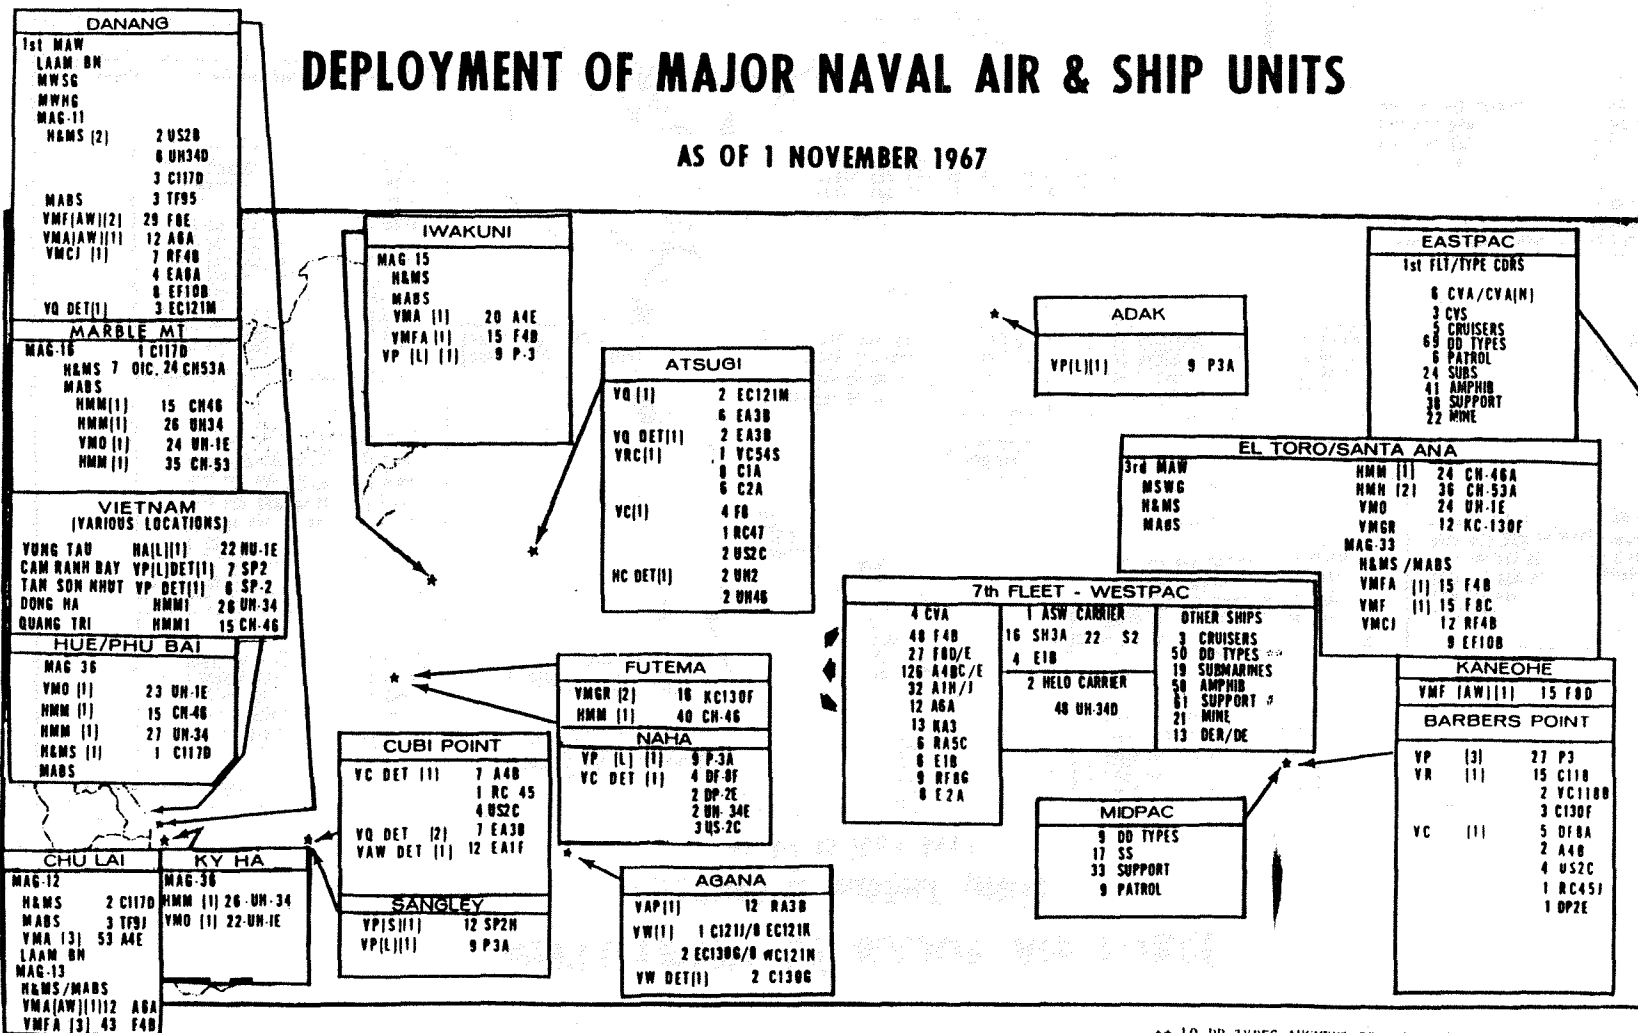 DEPLOYMENT OF MAJOR NAVAL AIR & SHIP UNITS
AS OF 1 NOVEMBER 1967
DANANG
1st MAW
LAAM BN
MWSG
MWHG
MAG-11
H&MS (2) 2 US2B
6 UH34D
3 C117D
MABS 3 TF95
VMF(AW)(2) 29 F8E
VMA(AW)(1) 12 A6A
VMCJ (1) 7 RF4B
4 EA6A
8 EF10B
VQ DET(1) 3 EC121M
MARBLE MT
MAG-16 1 C117D
H&MS 7 OIC, 24 CH53A
MABS
HMM(1) 15 CH46
HMM(1) 26 UH34
VMO (1) 24 UH-1E
HMM (1) 35 CH-53
VIETNAM
(VARIOUS LOCATIONS)
VUNG TAU HA(L)(1) 22 HU-1E
CAM RANH BAY VP(L)DET(1) 7 SP2
TAN SON NHUT VP DET(1) 6 SP-2
DONG HA HMM1 26 UH-34
QUANG TRI HMM1 15 CH-46
HUE/PHU BAI
MAG 36
VMO (1) 23 UH-1E
HMM (1) 15 CH-46
HMM (1) 27 UH-34
H&MS (1) 1 C117D
MABS
CHU LAI
MAG-12
H&MS 2 C117D
MABS 3 TF9J
VMA (3) 53 A4E
LAAM BN
MAG-13
H&MS/MABS
VMA(AW)(1)12 A6A
VMFA (3) 43 F4B
KY HA
MAG-36
HMM (1) 26-UH-34
VMO (1) 22-UH-1E
IWAKUNI
MAG 15
H&MS
MABS
VMA (1) 20 A4E
VMFA (1) 15 F4B
VP (L) (1) 9 P-3
ATSUGI
VQ (1) 2 EC121M
6 EA3B
VQ DET(1) 2 EA3B
VRC(1) 1 VC54S
8 C1A
6 C2A
VC(1) 4 F8
1 RC47
2 US2C
HC DET(1) 2 UH2
2 UH46
FUTEMA
VMGR (2) 16 KC130F
HMM (1) 40 CH-46
NAHA
VP (L) (1) 9 P-3A
VC DET (1) 4 DF-8F
2 DP-2E
2 UH-34E
3 US-2C
CUBI POINT
VC DET (1) 7 A4B
1 RC 45
4 US2C
VQ DET (2) 7 EA3B
VAW DET (1) 12 EA1F
SANGLEY
VP(S)(1) 12 SP2H
VP(L)(1) 9 P3A
AGANA
VAP(1) 12 RA3B
VW(1) 1 C121J/8 EC121K
2 EC130G/8 WC121N
VW DET(1) 2 C130G
ADAK
VP(L)(1) 9 P3A
EASTPAC
1st FLT/TYPE CDRS
6 CVA/CVA(N)
3 CVS
5 CRUISERS
69 DD TYPES
6 PATROL
24 SUBS
41 AMPHIB
38 SUPPORT
22 MINE
EL TORO/SANTA ANA
3rd MAW
MSWG
H&MS
MABS
HMM (1) 24 CH-46A
HMH (2) 36 CH-53A
VMO 24 UH-1E
VMGR 12 KC-130F
MAG-33
H&MS /MABS
VMFA (1) 15 F4B
VMF (1) 15 F8C
VMCJ 12 RF4B
9 EF10B
7th FLEET - WESTPAC
4 CVA
48 F4B
27 F8D/E
126 A4BC/E
32 A1H/J
12 A6A
13 KA3
6 RA5C
6 E1B
9 RF8G
8 E2A
1 ASW CARRIER
16 SH3A 22 S2
4 E1B
2 HELO CARRIER
48 UH-34D
OTHER SHIPS
3 CRUISERS
50 DD TYPES **
19 SUBMARINES
58 AMPHIB
61 SUPPORT
21 MINE
13 DER/DE
KANEOHE
VMF (AW)(1) 15 F8D
BARBERS POINT
VP (3) 27 P3
VR (1) 15 C118
2 VC118B
3 C130F
VC (1) 5 DF8A
2 A4B
4 US2C
1 RC45J
1 DP2E
MIDPAC
9 DD TYPES
17 SS
33 SUPPORT
9 PATROL
** 10 DD TYPES